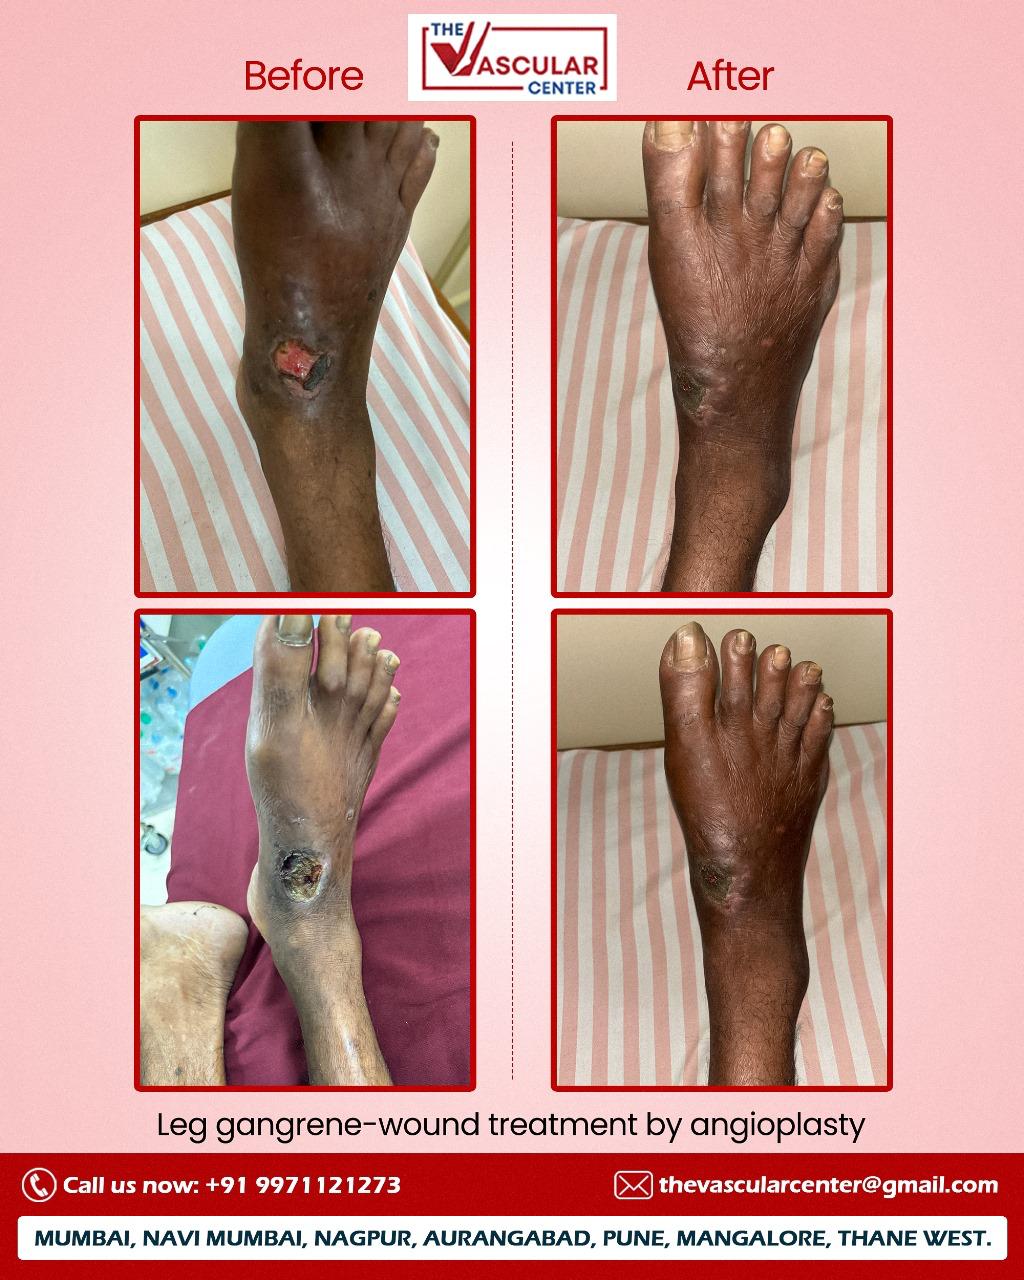 THE
VASCULAR
CENTER
Before
After
Leg gangrene-wound treatment by angioplasty
Call us now: +91 9971121273
thevascularcenter@gmail.com
MUMBAI, NAVI MUMBAI, NAGPUR, AURANGABAD, PUNE, MANGALORE, THANE WEST.